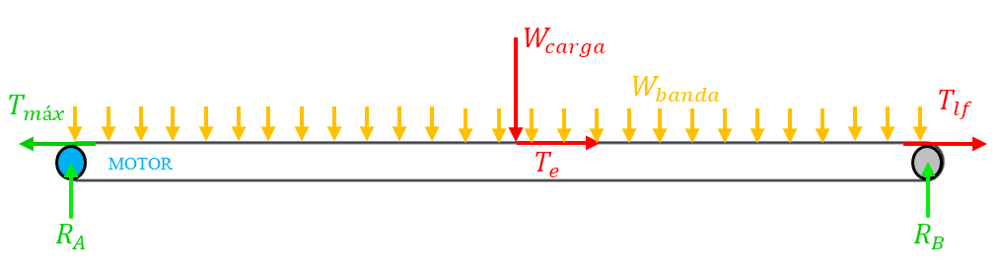 W_carga
W_banda
T_máx
T_lf
MOTOR
T_e
R_A
R_B